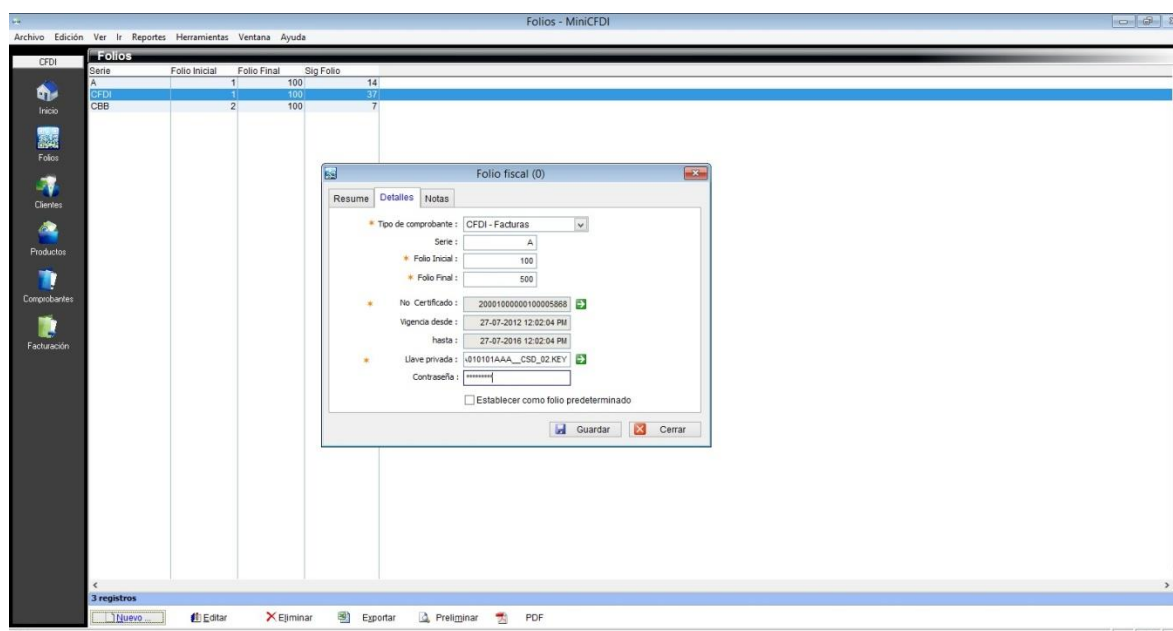 Folios - MiniCFDI
Archivo Edición Ver Ir Reportes Herramientas Ventana Ayuda
CFDI
Inicio
Folios
Clientes
Productos
Comprobantes
Facturación
Folios
Serie Folio Inicial Folio Final Sig Folio
A 1 100 14
CFDI 1 100 37
CBB 2 100 7
Folio fiscal (0)
Resume Detalles Notas
* Tipo de comprobante : CFDI - Facturas
Serie : A
* Folio Inicial : 100
* Folio Final : 500
* No Certificado : 20001000000100005868
Vigencia desde : 27-07-2012 12:02:04 PM
hasta : 27-07-2016 12:02:04 PM
* Llave privada : \010101AAA__CSD_02.KEY
Contraseña : *********
Establecer como folio predeterminado
Guardar Cerrar
3 registros
Nuevo ... Editar Eliminar Exportar Preliminar PDF